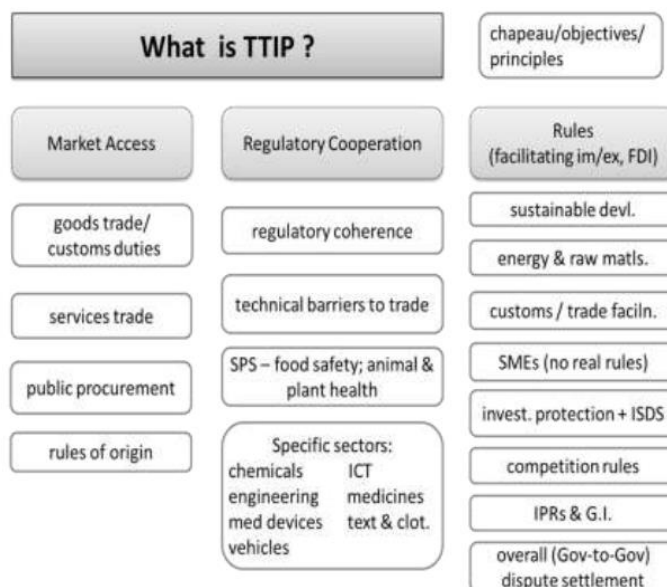 What is TTIP ?
chapeau/objectives/
principles
Market Access
goods trade/
customs duties
services trade
public procurement
rules of origin
Regulatory Cooperation
regulatory coherence
technical barriers to trade
SPS – food safety; animal &
plant health
Specific sectors:
chemicals ICT
engineering medicines
med devices text & clot.
vehicles
Rules
(facilitating im/ex, FDI)
sustainable devl.
energy & raw matls.
customs / trade faciln.
SMEs (no real rules)
invest. protection + ISDS
competition rules
IPRs & G.I.
overall (Gov-to-Gov)
dispute settlement